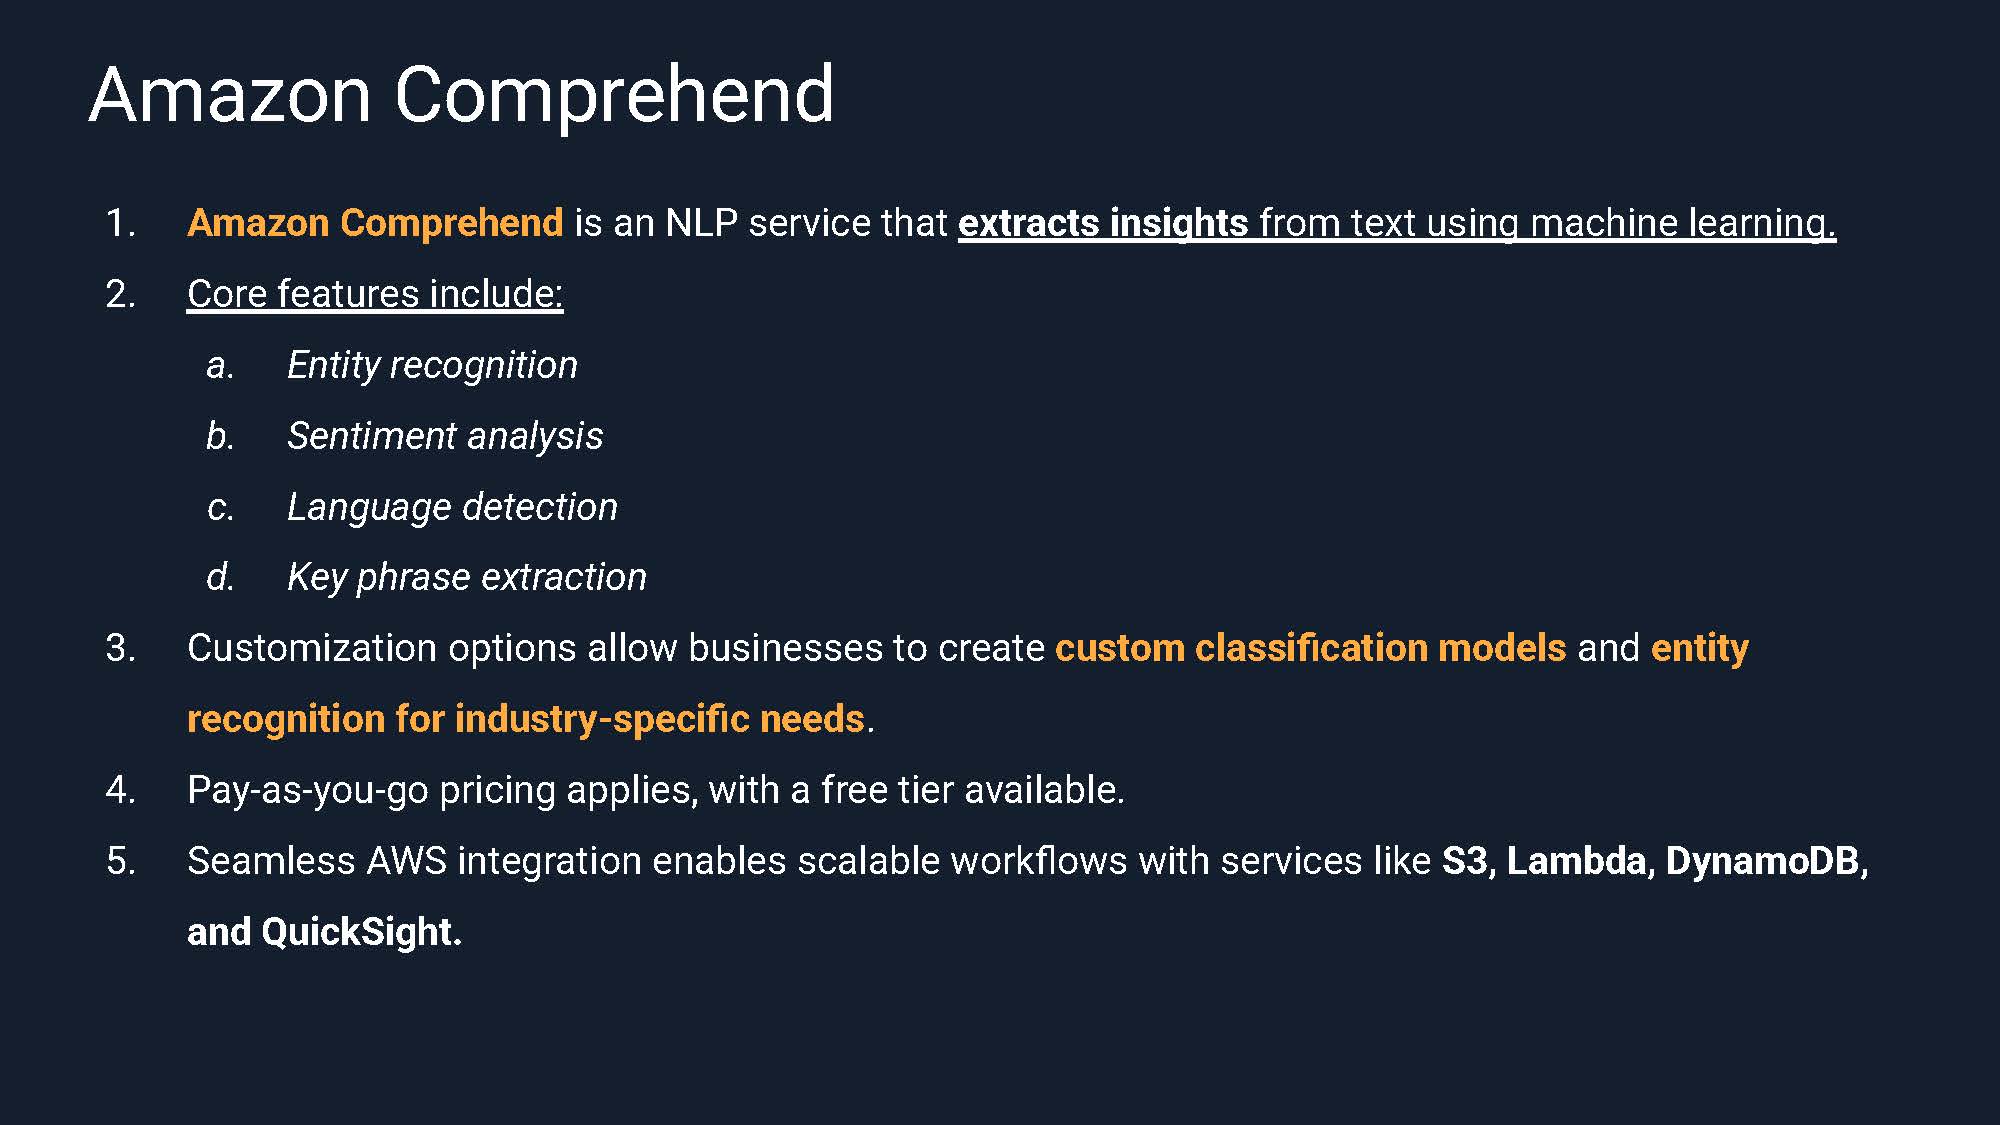 Amazon Comprehend
1. Amazon Comprehend is an NLP service that extracts insights from text using machine learning.
2. Core features include:
a. Entity recognition
b. Sentiment analysis
c. Language detection
d. Key phrase extraction
3. Customization options allow businesses to create custom classification models and entity
recognition for industry-specific needs.
4. Pay-as-you-go pricing applies, with a free tier available.
5. Seamless AWS integration enables scalable workflows with services like S3, Lambda, DynamoDB,
and QuickSight.